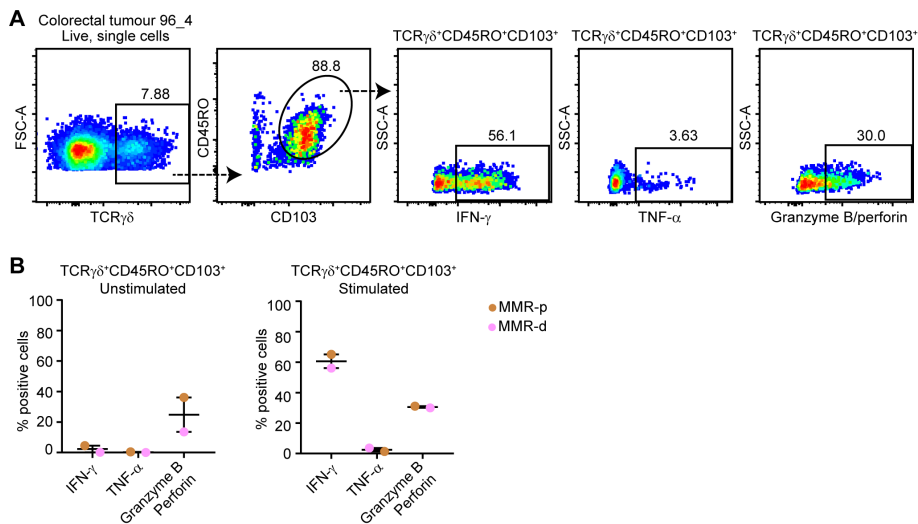 A
Colorectal tumour 96_4
Live, single cells
TCRγδ⁺CD45RO⁺CD103⁺
TCRγδ⁺CD45RO⁺CD103⁺
TCRγδ⁺CD45RO⁺CD103⁺
FSC-A
7.88
TCRγδ
CD45RO
88.8
CD103
SSC-A
56.1
IFN-γ
SSC-A
3.63
TNF-α
SSC-A
30.0
Granzyme B/perforin
B
TCRγδ⁺CD45RO⁺CD103⁺
Unstimulated
% positive cells
100
80
60
40
20
0
IFN-γ
TNF-α
Granzyme B
Perforin
TCRγδ⁺CD45RO⁺CD103⁺
Stimulated
% positive cells
100
80
60
40
20
0
IFN-γ
TNF-α
Granzyme B
Perforin
MMR-p
MMR-d